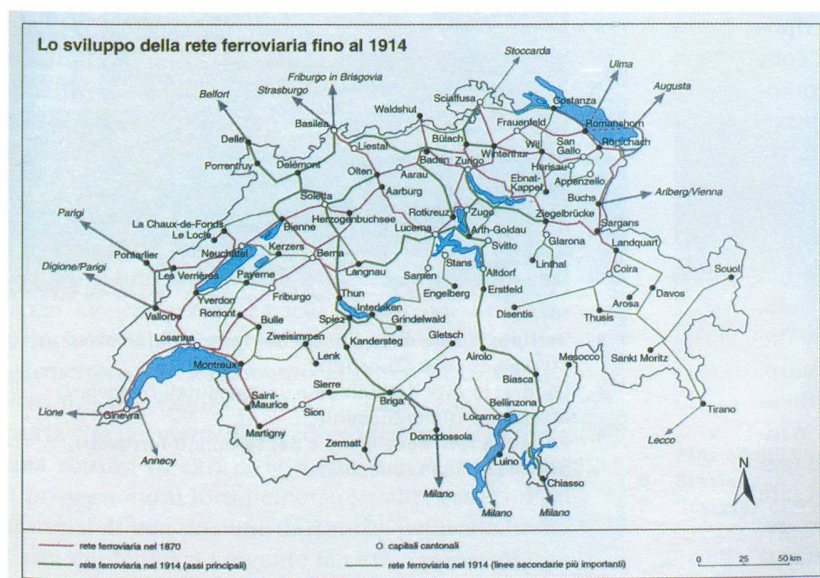 Lo sviluppo della rete ferroviaria fino al 1914
Stoccarda
Friburgo in Brisgovia
Strasburgo
Ulma
Belfort
Augusta
Waldshut
Sciaffusa
Costanza
Basilea
Delle
Liestal
Frauenfeld
Romanshorn
Bülach
Rorschach
Porrentruy
Delémont
Baden
Winterthur
Wil
San
Gallo
Olten
Aarau
Zurigo
Herisau
Aarburg
Ebnat-
Kappel
Appenzello
Soletta
Buchs
Arlberg/Vienna
Parigi
La Chaux-de-Fonds
Herzogenbuchsee
Rotkreuz
Zugo
Ziegelbrücke
Bienne
Le Locle
Lucerna
Arth-Goldau
Sargans
Neuchâtel
Kerzers
Berna
Svitto
Glarona
Landquart
Pontarlier
Les Verrières
Langnau
Stans
Linthal
Digione/Parigi
Payerne
Sarnen
Altdorf
Coira
Scuol
Yverdon
Friburgo
Thun
Engelberg
Erstfeld
Davos
Vallorbe
Romont
Bulle
Interlaken
Disentis
Arosa
Spiez
Grindelwald
Thusis
Losanna
Zweisimmen
Kandersteg
Gletsch
Lenk
Airolo
Mesocco
Sankt Moritz
Montreux
Biasca
Saint-
Maurice
Sierre
Briga
Bellinzona
Lione
Ginevra
Sion
Locarno
Tirano
Martigny
Domodossola
Lecco
Annecy
Zermatt
Luino
Chiasso
Milano
Milano
Milano
N
rete ferroviaria nel 1870
capitali cantonali
rete ferroviaria nel 1914 (assi principali)
rete ferroviaria nel 1914 (linee secondarie più importanti)
0 25 50 km